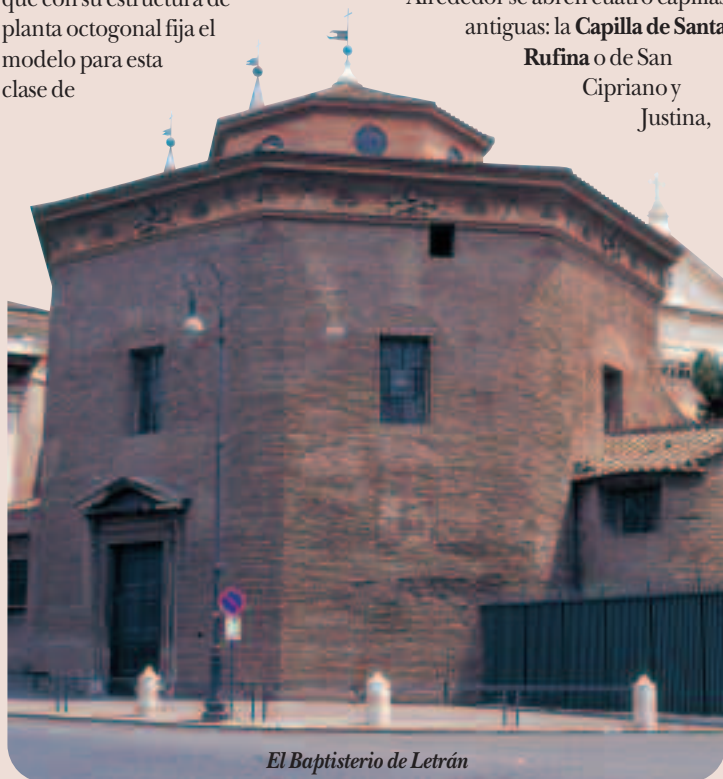 que con su estructura de
planta octogonal fija el
modelo para esta
clase de
Alrededor se abren cuatro capillas
antiguas: la Capilla de Santa
Rufina o de San
Cipriano y
Justina,
El Baptisterio de Letrán